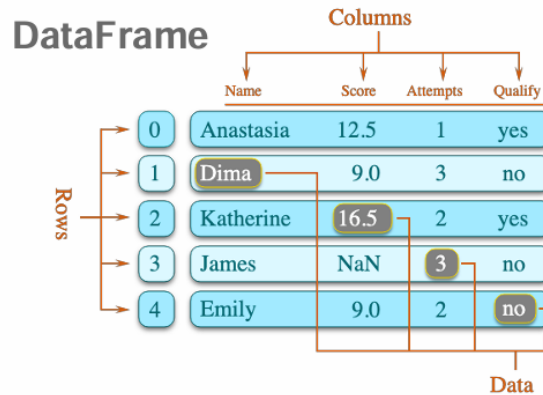 DataFrame
Columns
Name Score Attempts Qualify
0 Anastasia 12.5 1 yes
1 Dima 9.0 3 no
2 Katherine 16.5 2 yes
3 James NaN 3 no
4 Emily 9.0 2 no
Rows
Data